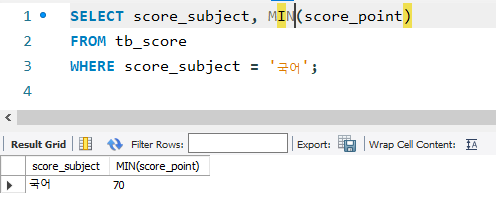 1 SELECT score_subject, MIN(score_point)
2 FROM tb_score
3 WHERE score_subject = '국어';
4
Result Grid Filter Rows: Export: Wrap Cell Content:
score_subject MIN(score_point)
국어 70